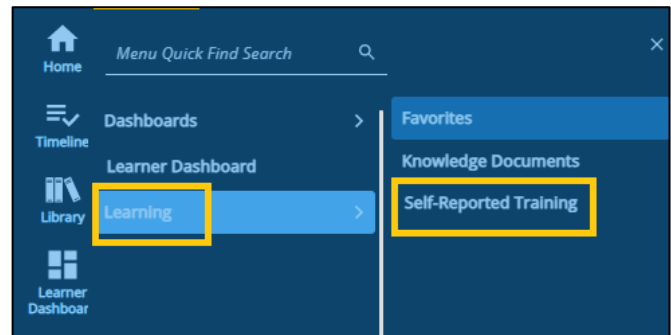 Home
Menu Quick Find Search
Timeline
Dashboards
Favorites
Learner Dashboard
Knowledge Documents
Library
Learning
Self-Reported Training
Learner
Dashboar